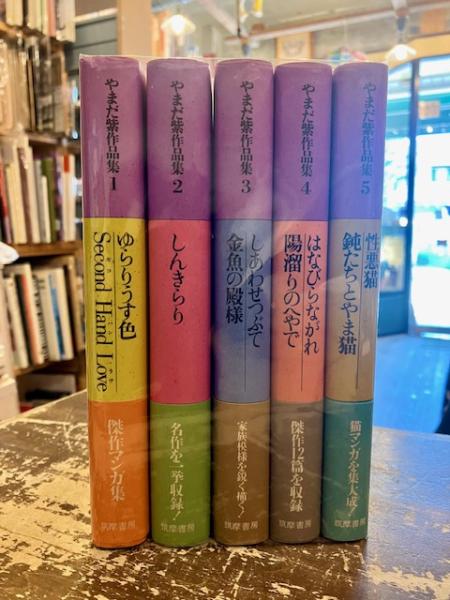 やまだ紫作品集1
ゆらりうす色
Second Hand Love
傑作マンガ集
筑摩書房
やまだ紫作品集2
しんきらり
名作を一挙収録!
筑摩書房
やまだ紫作品集3
しあわせつぶて
金魚の殿様
家族模様を鋭く描く!
筑摩書房
やまだ紫作品集4
はなびらながれ
陽溜りのへやで
傑作12篇を収録
筑摩書房
やまだ紫作品集5
性悪猫
鈍たちとやま猫
猫マンガを集大成!
筑摩書房